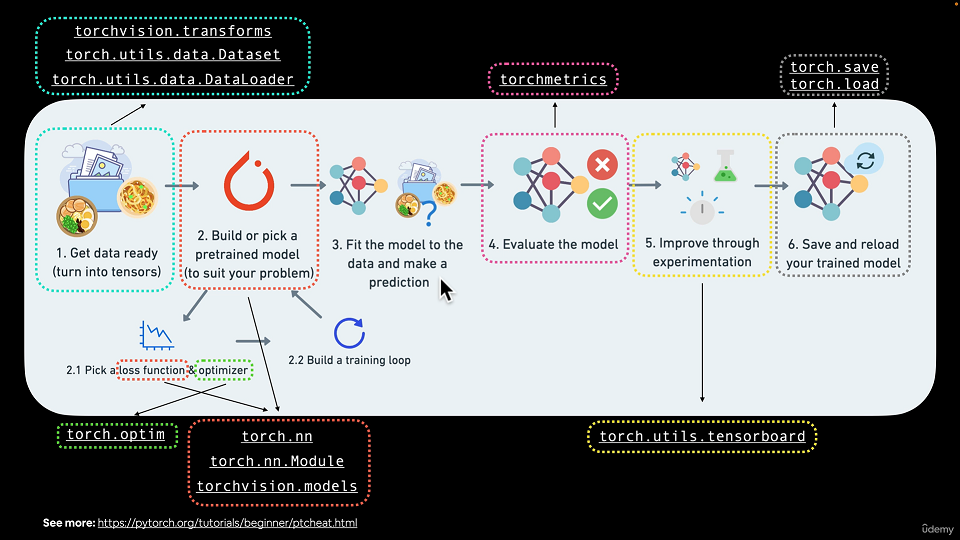 torchvision.transforms
torch.utils.data.Dataset
torch.utils.data.DataLoader
torchmetrics
torch.save
torch.load
1. Get data ready
(turn into tensors)
2. Build or pick a
pretrained model
(to suit your problem)
3. Fit the model to the
data and make a
prediction
4. Evaluate the model
5. Improve through
experimentation
6. Save and reload
your trained model
2.1 Pick a loss function & optimizer
2.2 Build a training loop
torch.optim
torch.nn
torch.nn.Module
torchvision.models
torch.utils.tensorboard
See more: https://pytorch.org/tutorials/beginner/ptcheat.html
ûdemy